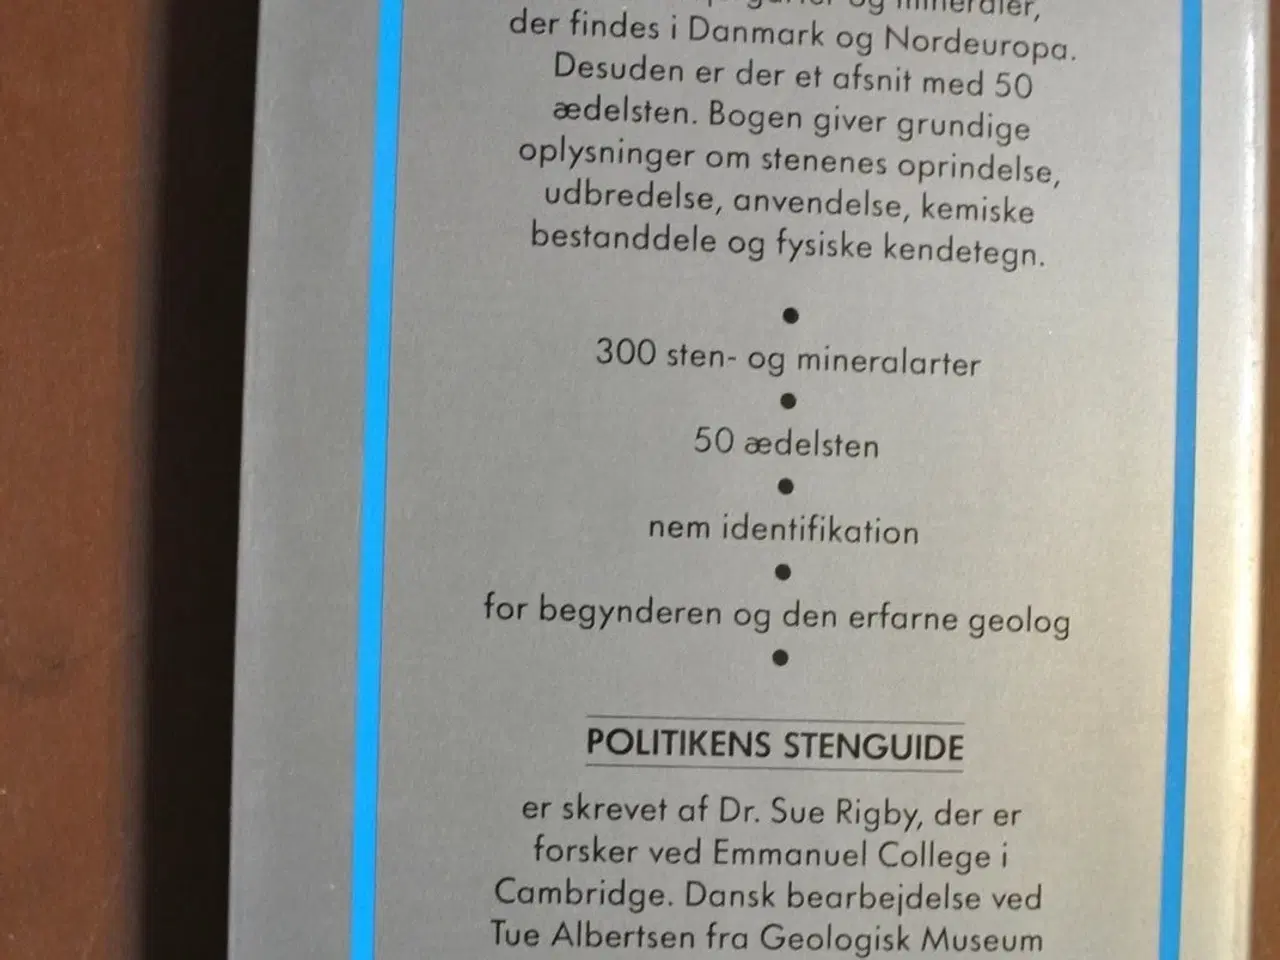 og mineraler,
der findes i Danmark og Nordeuropa.
Desuden er der et afsnit med 50
ædelsten. Bogen giver grundige
oplysninger om stenenes oprindelse,
udbredelse, anvendelse, kemiske
bestanddele og fysiske kendetegn.
●
300 sten- og mineralarter
●
50 ædelsten
●
nem identifikation
●
for begynderen og den erfarne geolog
●
POLITIKENS STENGUIDE
er skrevet af Dr. Sue Rigby, der er
forsker ved Emmanuel College i
Cambridge. Dansk bearbejdelse ved
Tue Albertsen fra Geologisk Museum